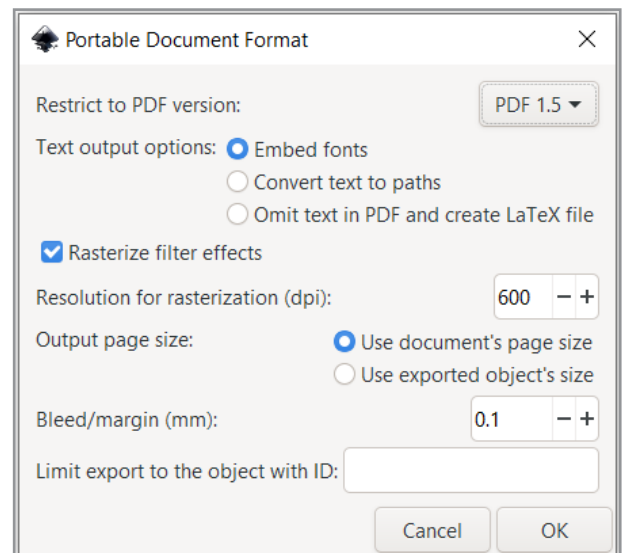 Portable Document Format
Restrict to PDF version: PDF 1.5
Text output options: Embed fonts
Convert text to paths
Omit text in PDF and create LaTeX file
Rasterize filter effects
Resolution for rasterization (dpi): 600 − +
Output page size: Use document's page size
Use exported object's size
Bleed/margin (mm): 0.1 − +
Limit export to the object with ID:
Cancel OK